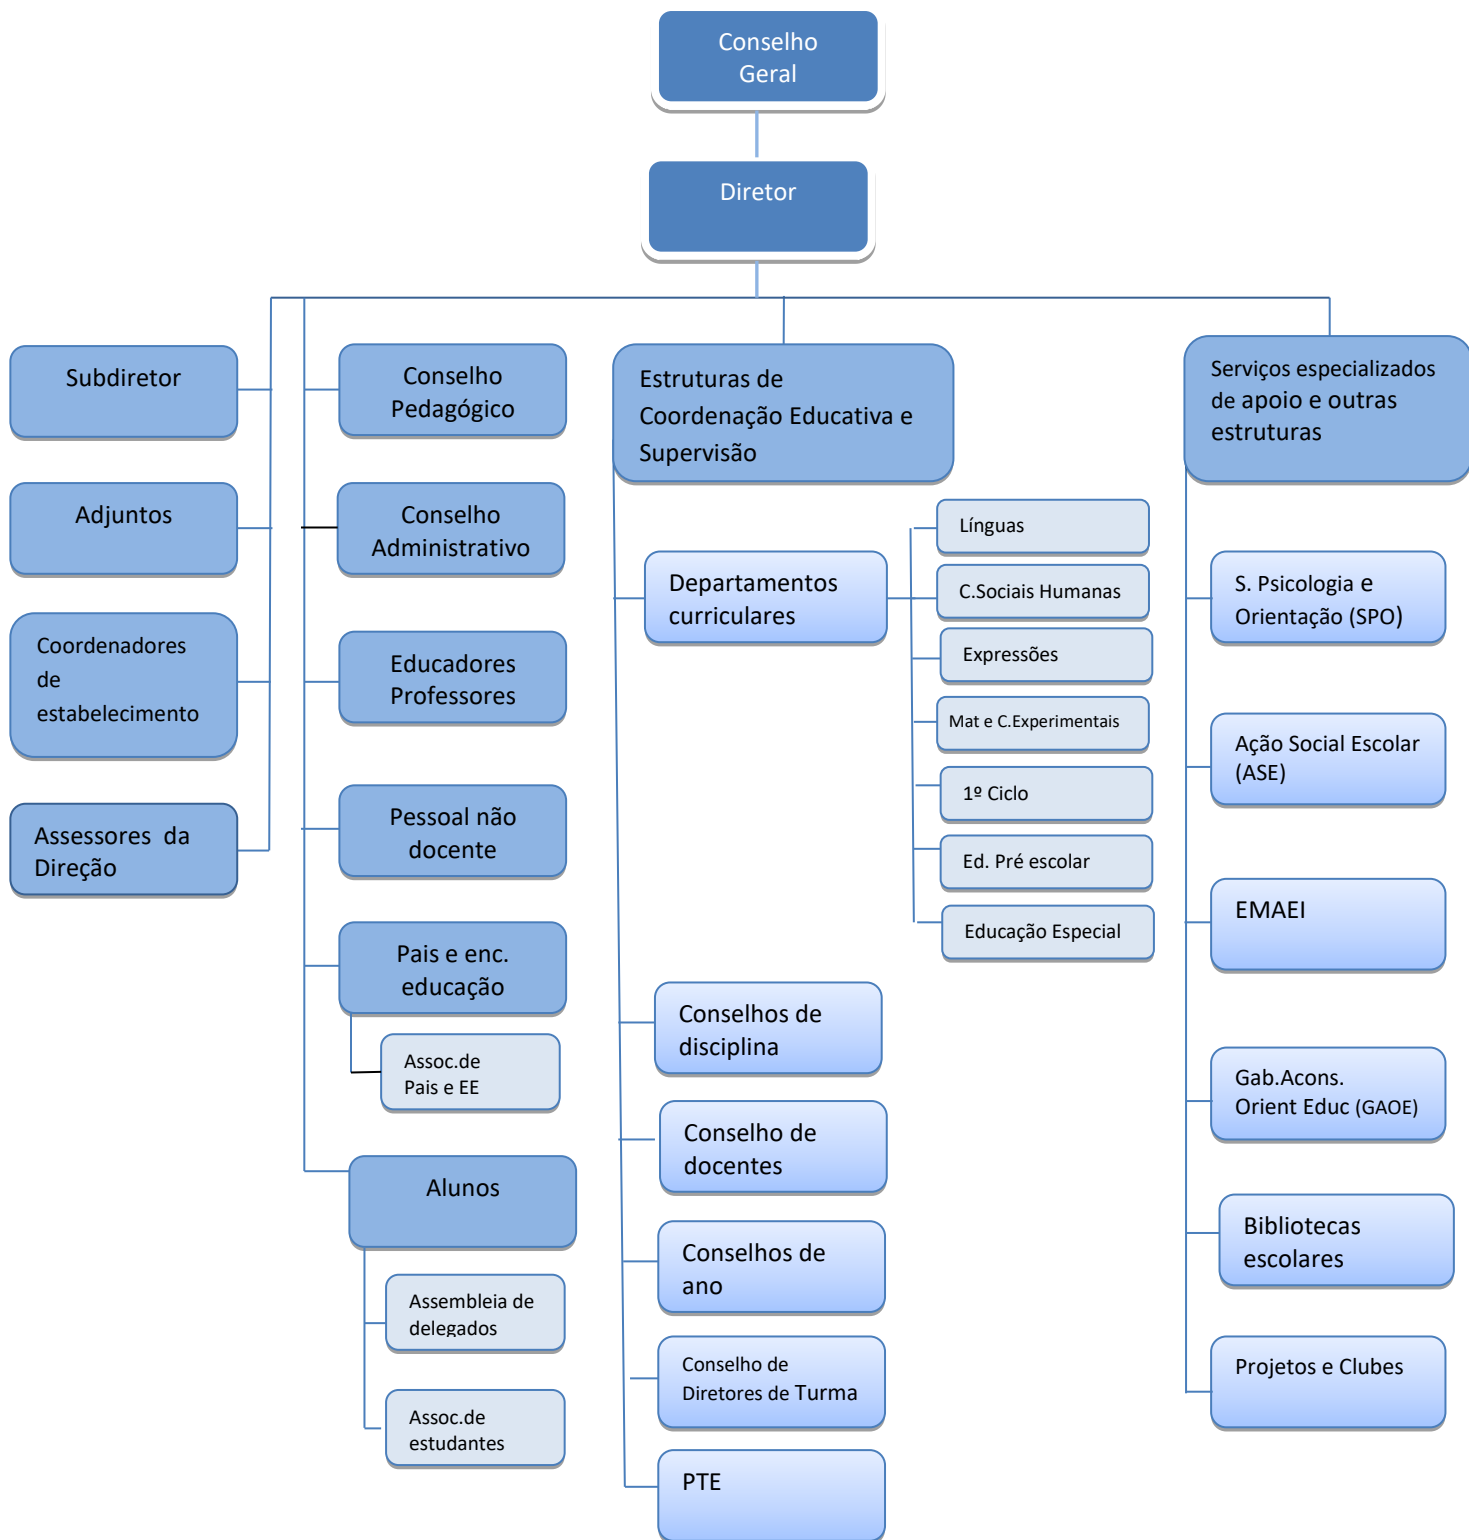 Conselho
Geral
Diretor
Subdiretor
Adjuntos
Coordenadores
de
estabelecimento
Assessores da
Direção
Conselho
Pedagógico
Conselho
Administrativo
Educadores
Professores
Pessoal não
docente
Pais e enc.
educação
Assoc.de
Pais e EE
Alunos
Assembleia de
delegados
Assoc.de
estudantes
Estruturas de
Coordenação Educativa e
Supervisão
Departamentos
curriculares
Línguas
C.Sociais Humanas
Expressões
Mat e C.Experimentais
1º Ciclo
Ed. Pré escolar
Educação Especial
Conselhos de
disciplina
Conselho de
docentes
Conselhos de
ano
Conselho de
Diretores de Turma
PTE
Serviços especializados
de apoio e outras
estruturas
S. Psicologia e
Orientação (SPO)
Ação Social Escolar
(ASE)
EMAEI
Gab.Acons.
Orient Educ (GAOE)
Bibliotecas
escolares
Projetos e Clubes